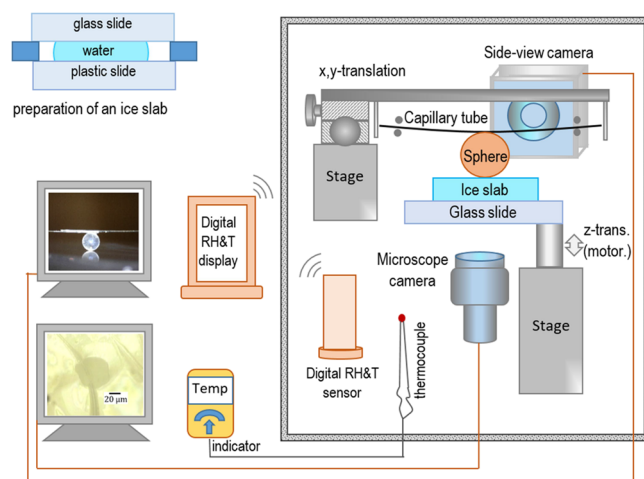 glass slide
water
plastic slide
preparation of an ice slab
Side-view camera
x,y-translation
Capillary tube
Sphere
Stage
Ice slab
Glass slide
z-trans.
(motor.)
Digital
RH&T
display
Microscope
camera
Stage
Digital RH&T
sensor
thermocouple
20 μm
Temp
indicator